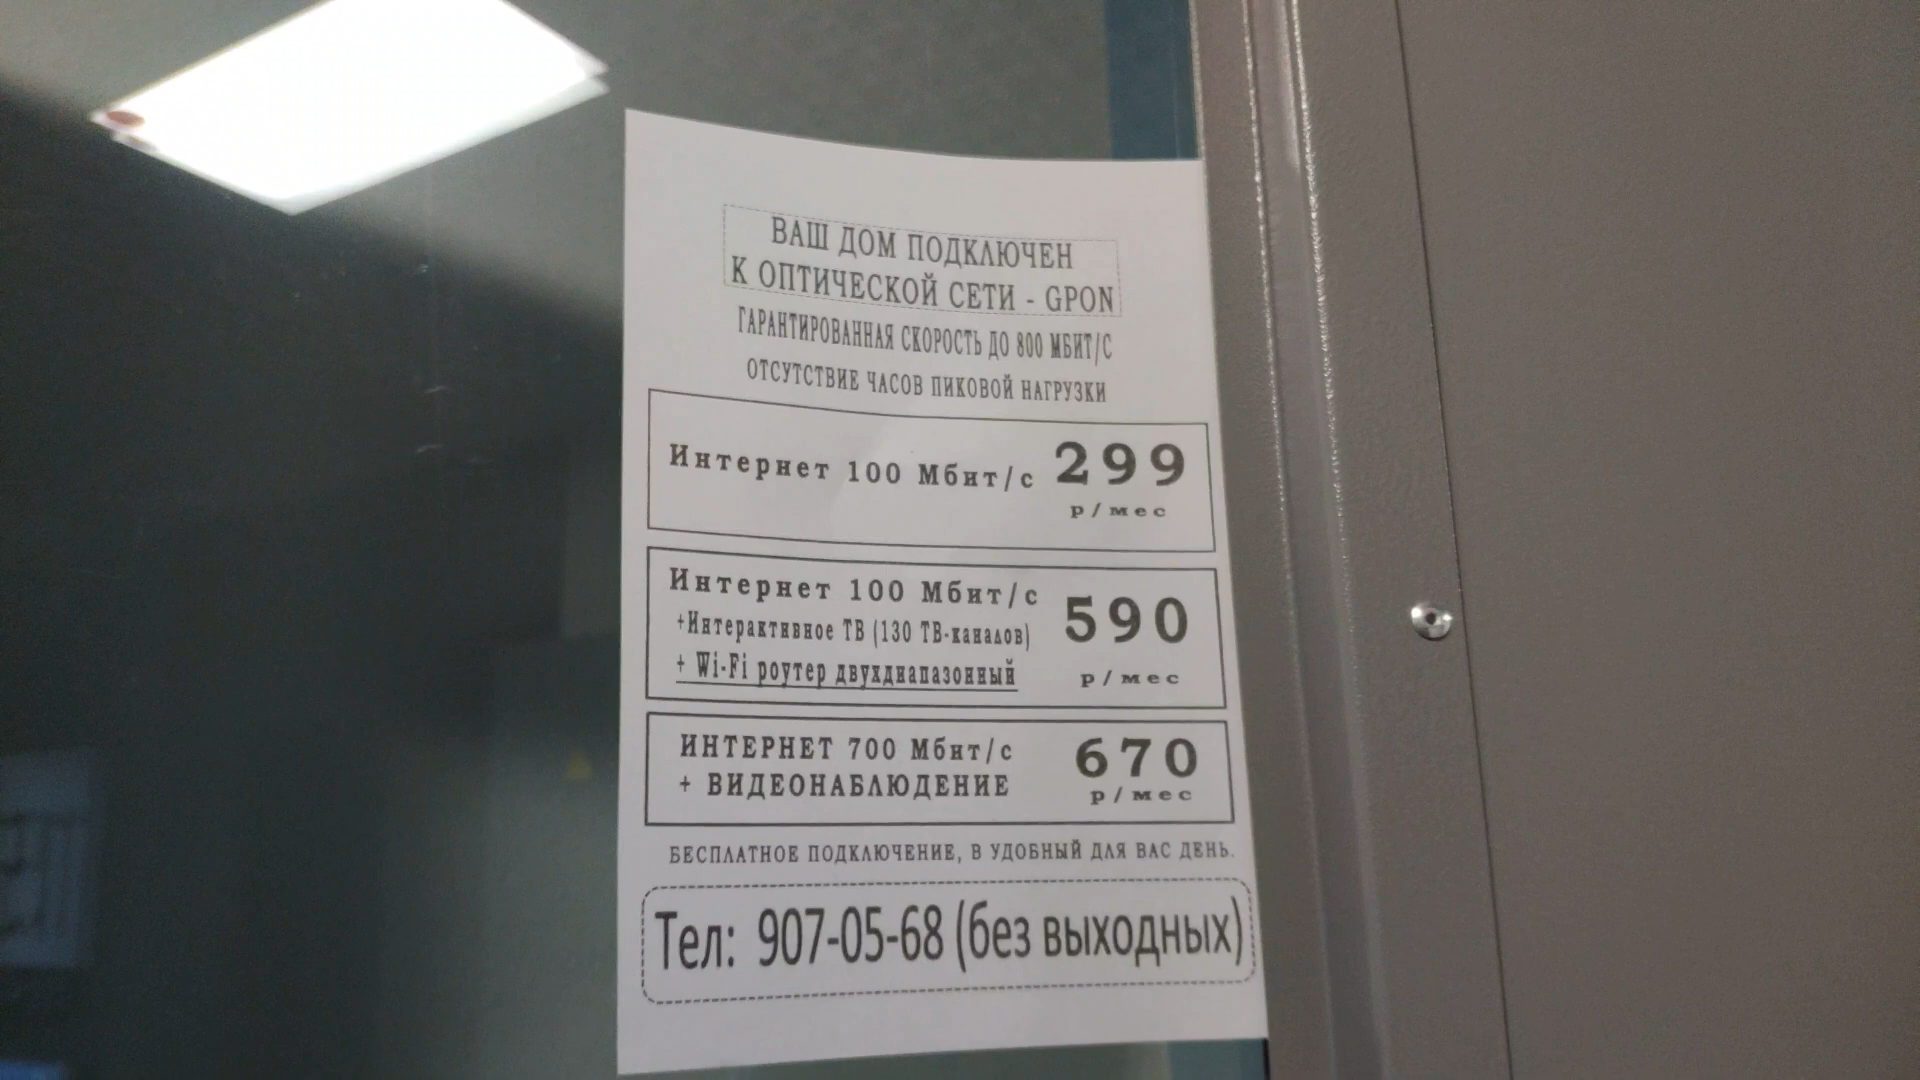 ВАШ ДОМ ПОДКЛЮЧЕН
К ОПТИЧЕСКОЙ СЕТИ - GPON
ГАРАНТИРОВАННАЯ СКОРОСТЬ ДО 800 МБИТ/С
ОТСУТСТВИЕ ЧАСОВ ПИКОВОЙ НАГРУЗКИ
Интернет 100 Мбит/с 299
р/мес
Интернет 100 Мбит/с
+Интерактивное ТВ (130 ТВ-каналов)
+ Wi-Fi роутер двухдиапазонный
590
р/мес
ИНТЕРНЕТ 700 Мбит/с
+ ВИДЕОНАБЛЮДЕНИЕ
670
р/мес
БЕСПЛАТНОЕ ПОДКЛЮЧЕНИЕ, В УДОБНЫЙ ДЛЯ ВАС ДЕНЬ.
Тел: 907-05-68 (без выходных)